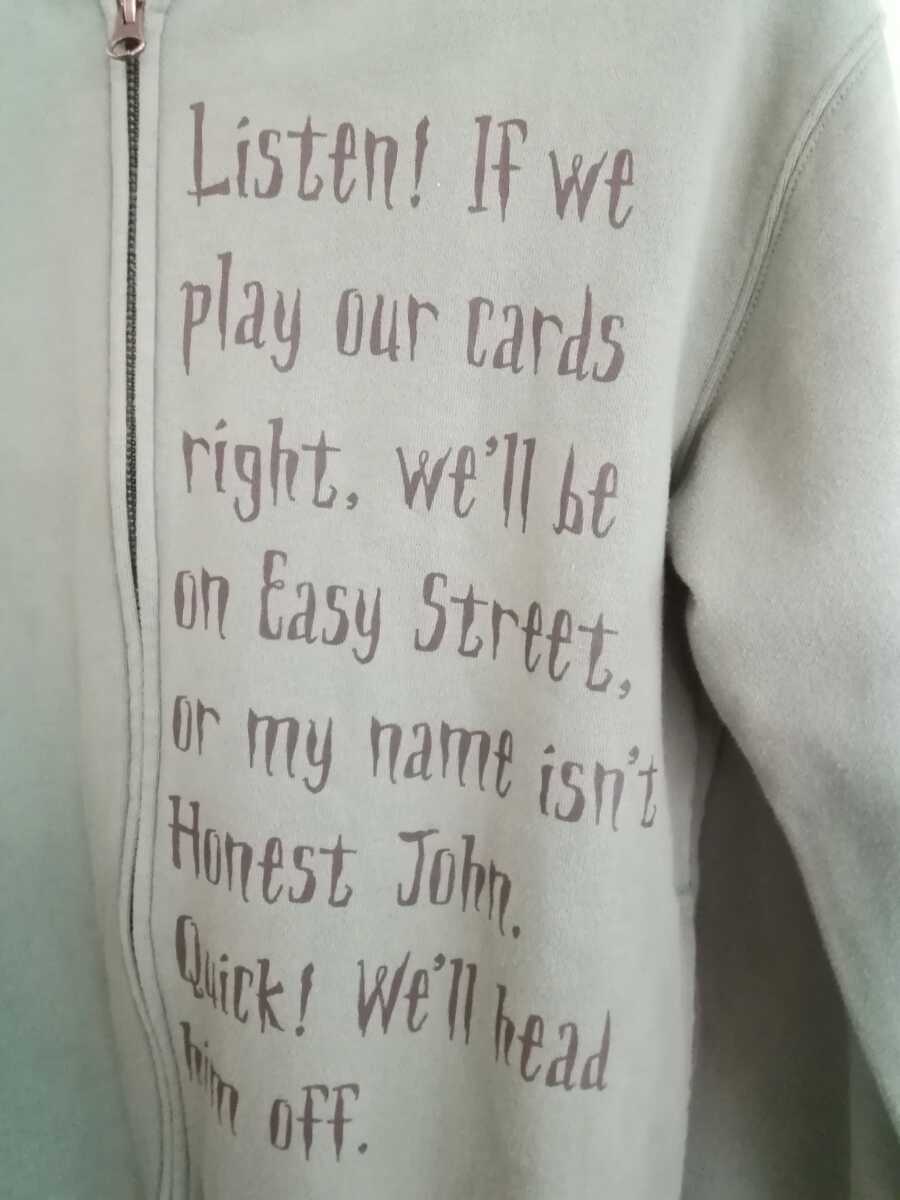 Listen! If we
play our cards
right, we'll be
on Easy Street,
or my name isn't
Honest John.
Quick! We'll head
him off.